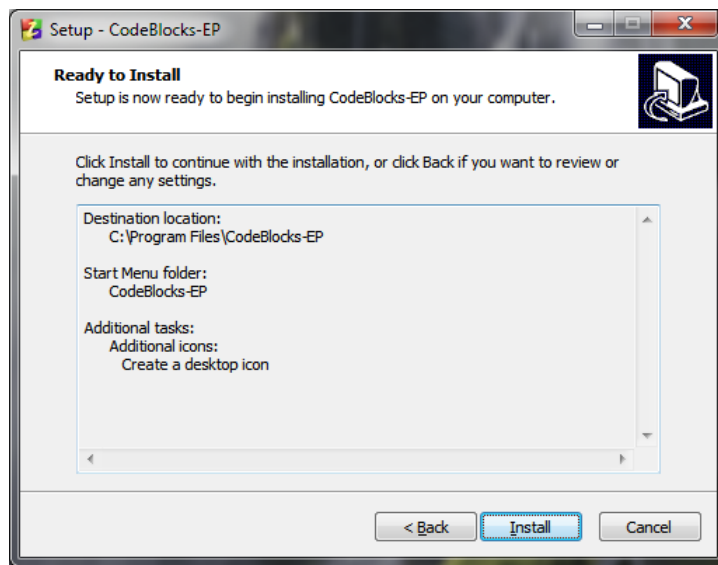 Setup - CodeBlocks-EP
Ready to Install
Setup is now ready to begin installing CodeBlocks-EP on your computer.
Click Install to continue with the installation, or click Back if you want to review or
change any settings.
Destination location:
C:\Program Files\CodeBlocks-EP
Start Menu folder:
CodeBlocks-EP
Additional tasks:
Additional icons:
Create a desktop icon
< Back
Install
Cancel